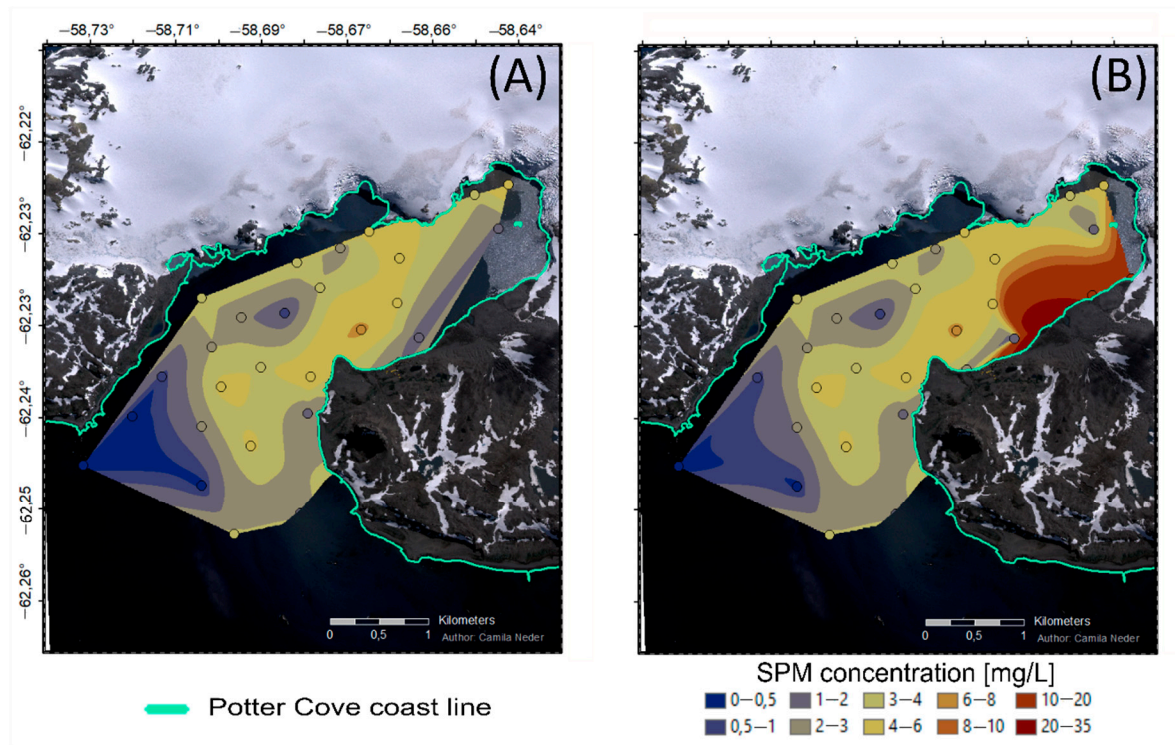 −58,73° −58,71° −58,69° −58,67° −58,66° −58,64°
(A) (B)
−62,22°
−62,23°
−62,23°
−62,24°
−62,25°
−62,26°
Kilometers Kilometers
0 0,5 1 0 0,5 1
Author: Camila Neder Author: Camila Neder
Potter Cove coast line
SPM concentration [mg/L]
0−0,5 1−2 3−4 6−8 10−20
0,5−1 2−3 4−6 8−10 20−35